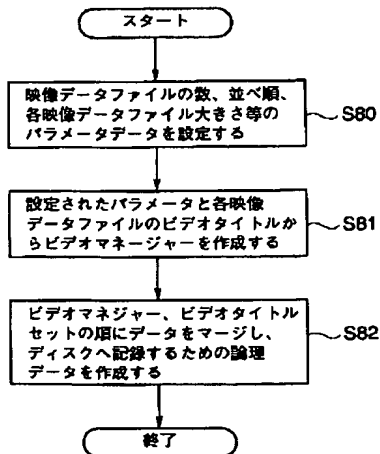 スタート
映像データファイルの数、並べ順、
各映像データファイル大きさ等の
パラメータデータを設定する
S80
設定されたパラメータと各映像
データファイルのビデオタイトルか
らビデオマネージャーを作成する
S81
ビデオマネジャー、ビデオタイトル
セットの順にデータをマージし、
ディスクへ記録するための論理
データを作成する
S82
終了